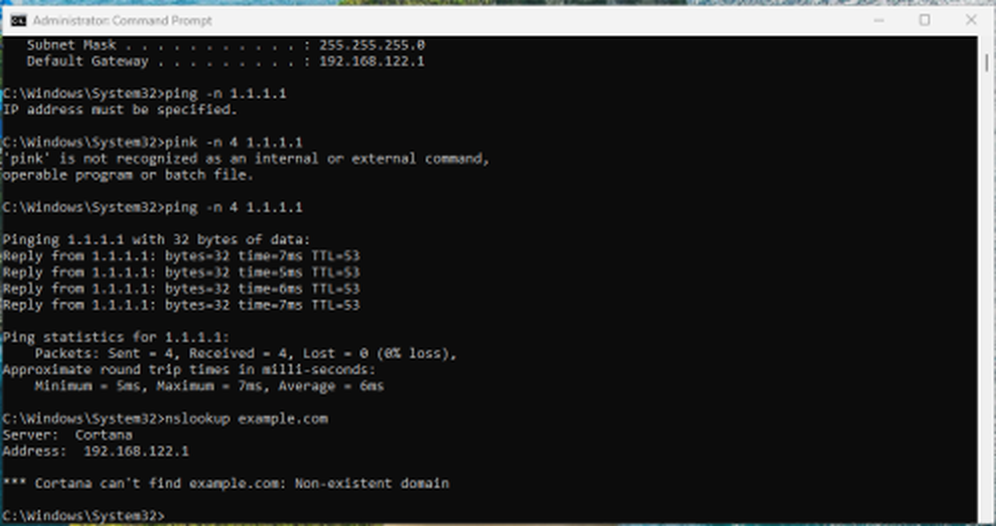 Administrator: Command Prompt
Subnet Mask . . . . . . . . . . . : 255.255.255.0
Default Gateway . . . . . . . . . : 192.168.122.1
C:\Windows\System32>ping -n 1.1.1.1
IP address must be specified.
C:\Windows\System32>pink -n 4 1.1.1.1
'pink' is not recognized as an internal or external command,
operable program or batch file.
C:\Windows\System32>ping -n 4 1.1.1.1
Pinging 1.1.1.1 with 32 bytes of data:
Reply from 1.1.1.1: bytes=32 time=7ms TTL=53
Reply from 1.1.1.1: bytes=32 time=5ms TTL=53
Reply from 1.1.1.1: bytes=32 time=6ms TTL=53
Reply from 1.1.1.1: bytes=32 time=7ms TTL=53
Ping statistics for 1.1.1.1:
Packets: Sent = 4, Received = 4, Lost = 0 (0% loss),
Approximate round trip times in milli-seconds:
Minimum = 5ms, Maximum = 7ms, Average = 6ms
C:\Windows\System32>nslookup example.com
Server:  Cortana
Address:  192.168.122.1
*** Cortana can't find example.com: Non-existent domain
C:\Windows\System32>